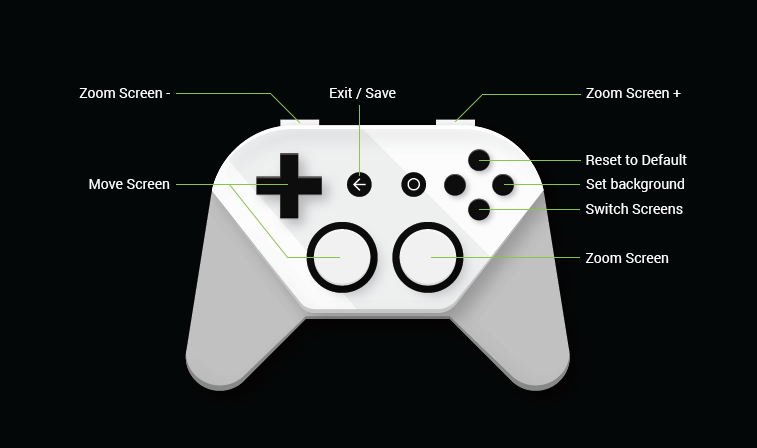 Zoom Screen -
Exit / Save
Zoom Screen +
Reset to Default
Move Screen
Set background
Switch Screens
Zoom Screen